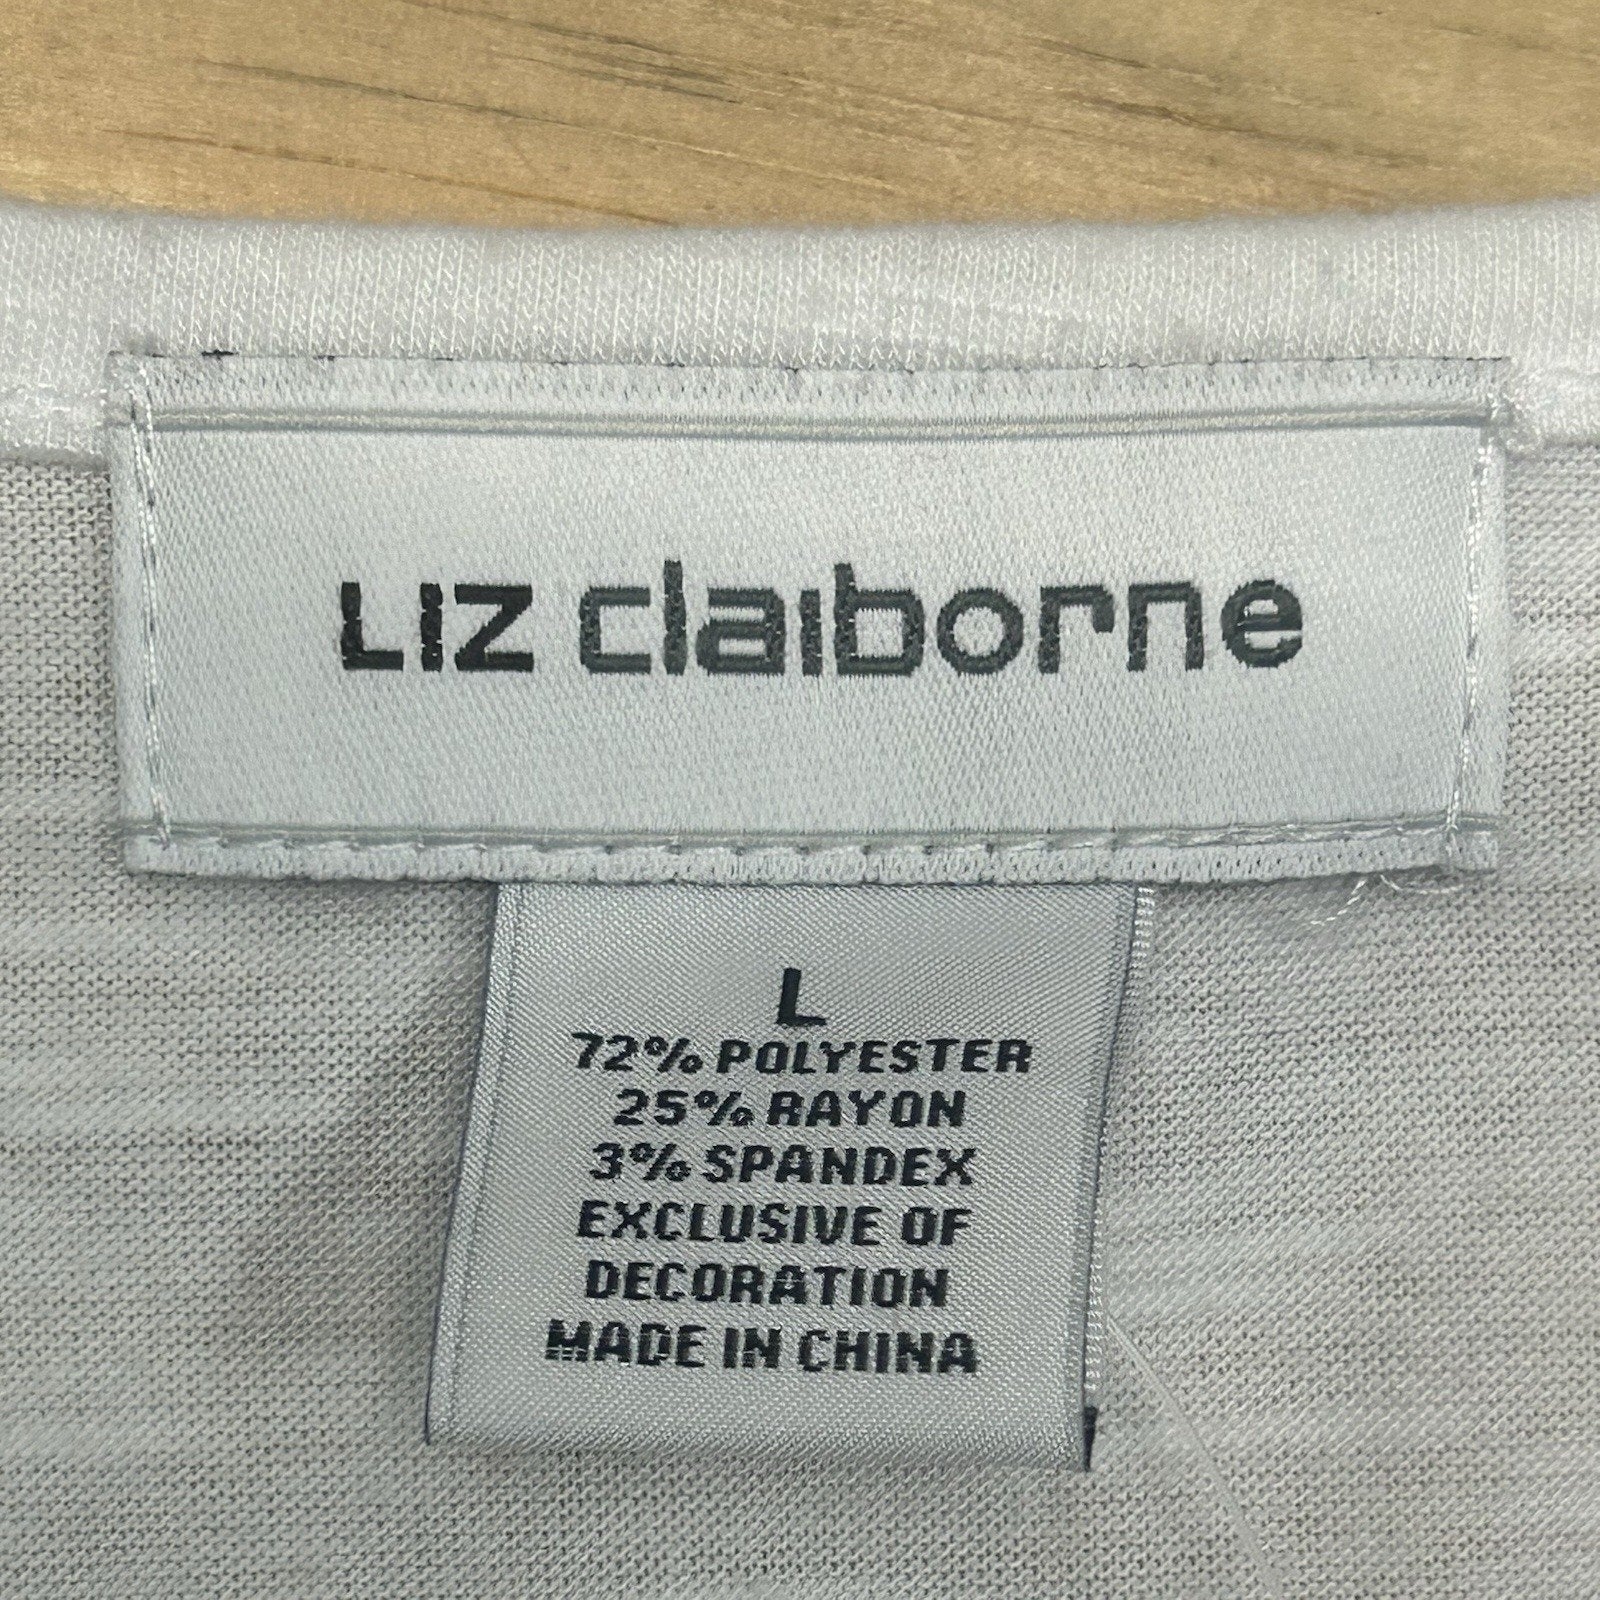 LIZ claiborne
L
72% POLYESTER
25% RAYON
3% SPANDEX
EXCLUSIVE OF
DECORATION
MADE IN CHINA